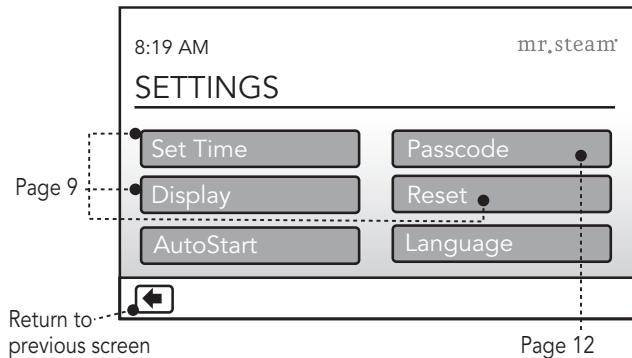 8:19 AM mr.steam
SETTINGS
Set Time Passcode
Page 9
Display Reset
AutoStart Language
Return to
previous screen
Page 12